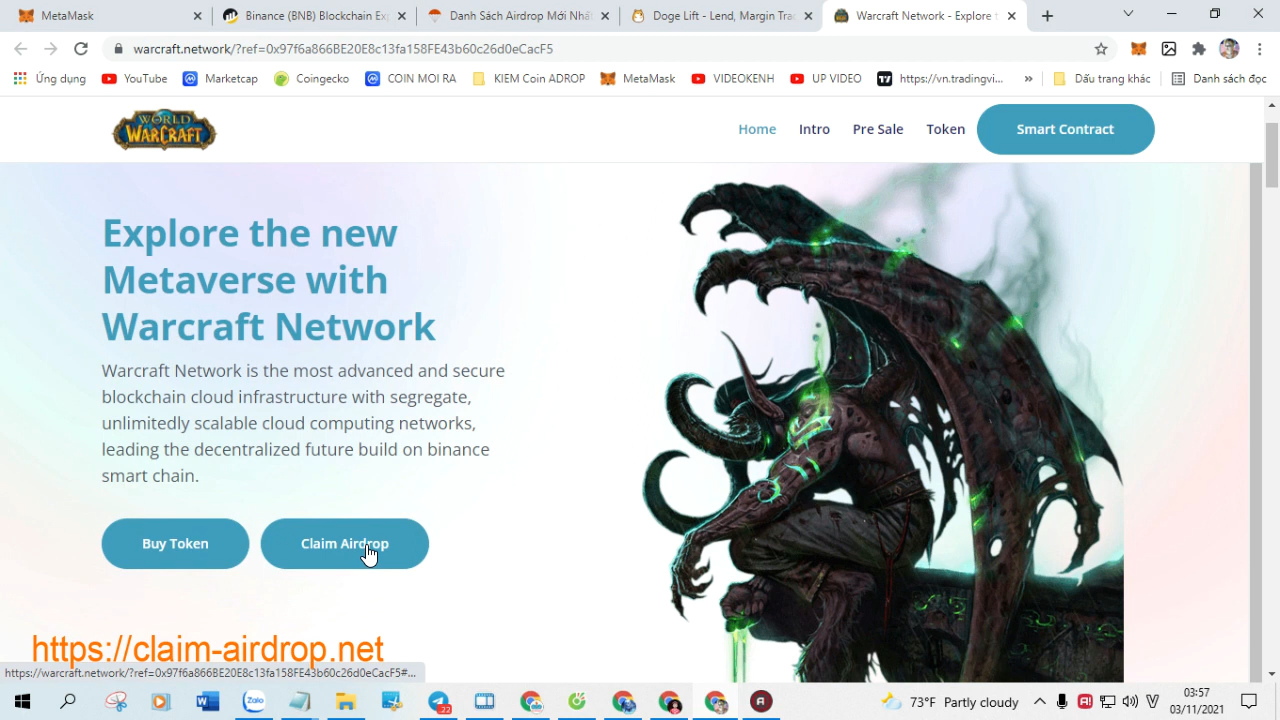 MetaMask
Binance (BNB) Blockchain Exp
Danh Sách Airdrop Mới Nhất
Doge Lift - Lend, Margin Trac
Warcraft Network - Explore t
warcraft.network/?ref=0x97f6a866BE20E8c13fa158FE43b60c26d0eCacF5
Ứng dụng
YouTube
Marketcap
Coingecko
COIN MOI RA
KIEM Coin ADROP
MetaMask
VIDEOKENH
UP VIDEO
https://vn.tradingvi...
»
Dấu trang khác
Danh sách đọc
WORLD
WARCRAFT
Home
Intro
Pre Sale
Token
Smart Contract
Explore the new
Metaverse with
Warcraft Network
Warcraft Network is the most advanced and secure
blockchain cloud infrastructure with segregate,
unlimitedly scalable cloud computing networks,
leading the decentralized future build on binance
smart chain.
Buy Token
Claim Airdrop
https://claim-airdrop.net
https://warcraft.network/?ref=0x97f6a866BE20E8c13fa158FE43b60c26d0eCacF5#...
Zalo
22
73°F Partly cloudy
03:57
03/11/2021